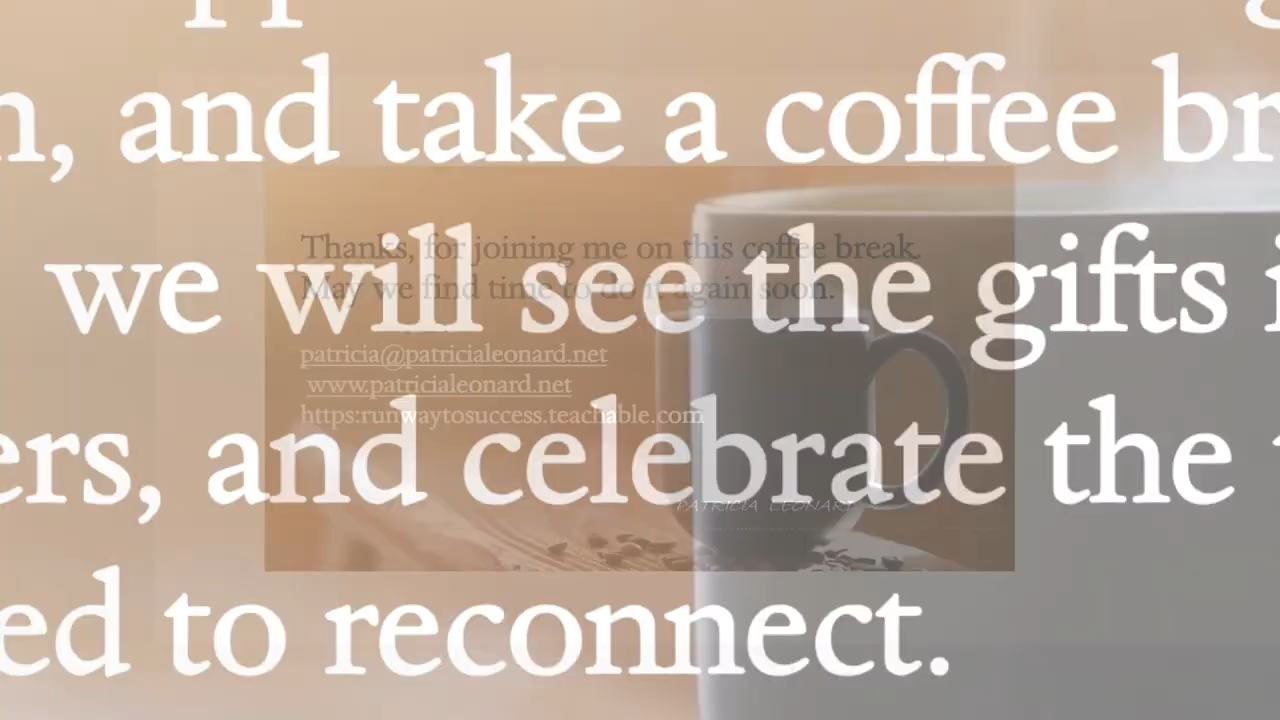 n, and take a coffee br
we will see the gifts i
ers, and celebrate the
ed to reconnect.
Thanks, for joining me on this coffee break.
May we find time to do it again soon.
patricia@patricialeonard.net
www.patricialeonard.net
https:runwaytosuccess.teachable.com
PATRICIA LEONARD